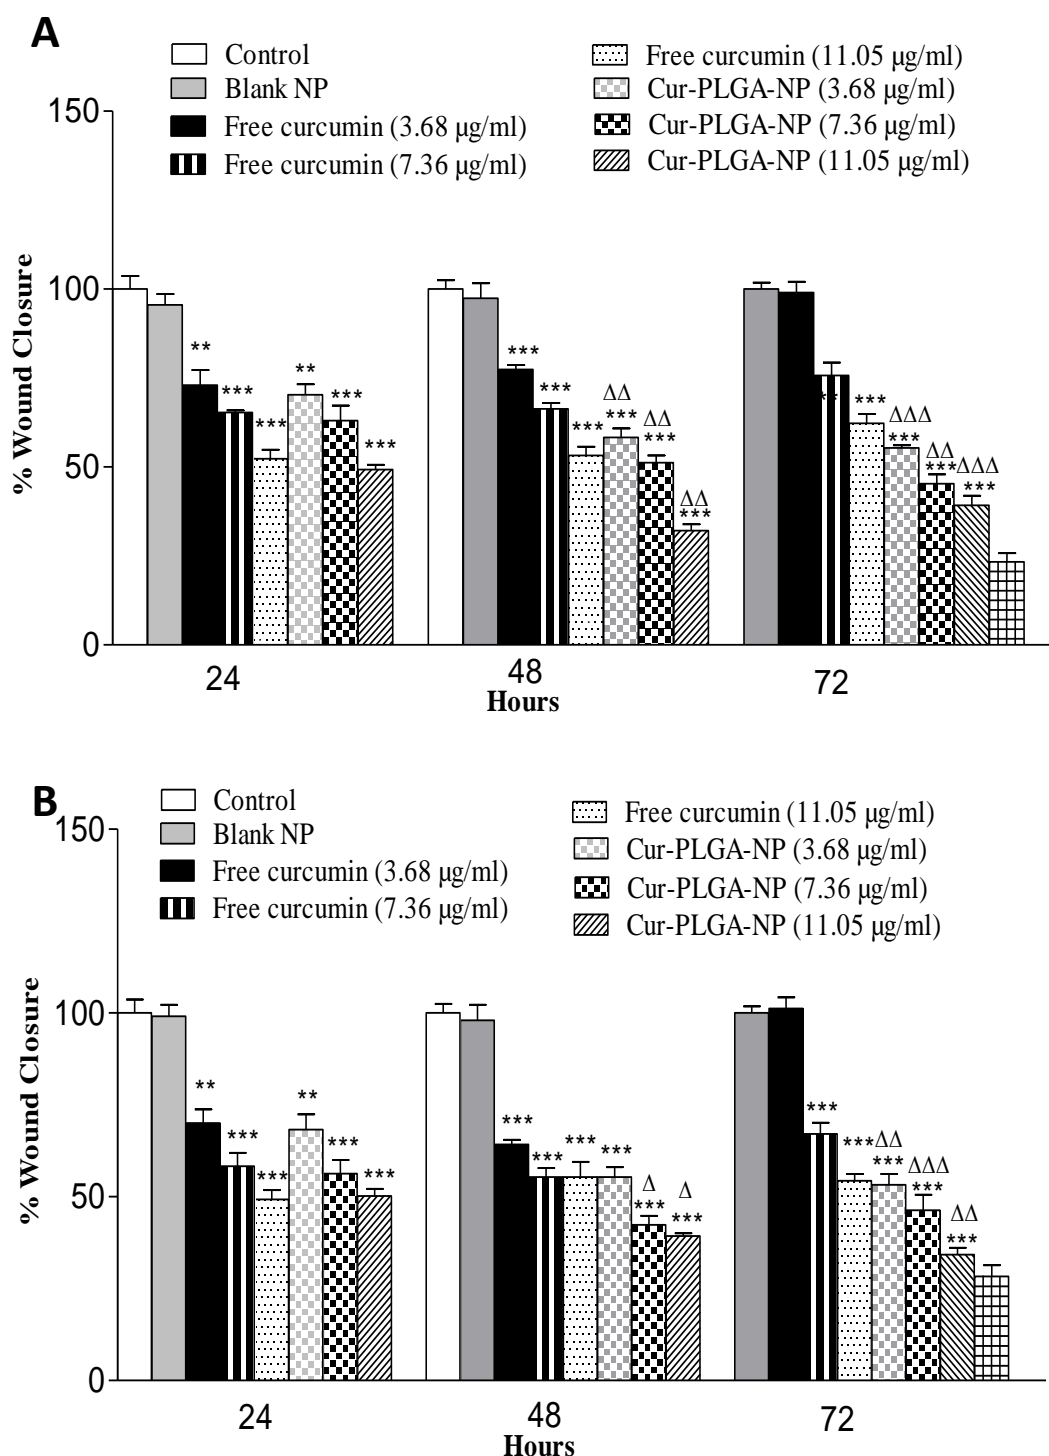 A
Control
Blank NP
Free curcumin (3.68 µg/ml)
Free curcumin (7.36 µg/ml)
Free curcumin (11.05 µg/ml)
Cur-PLGA-NP (3.68 µg/ml)
Cur-PLGA-NP (7.36 µg/ml)
Cur-PLGA-NP (11.05 µg/ml)
% Wound Closure
150
100
50
0
** *** *** ** *** ***
*** *** *** ΔΔ *** ΔΔ *** ΔΔ ***
** *** ΔΔΔ *** ΔΔ *** ΔΔΔ ***
24 48 72
Hours
B
Control
Blank NP
Free curcumin (3.68 µg/ml)
Free curcumin (7.36 µg/ml)
Free curcumin (11.05 µg/ml)
Cur-PLGA-NP (3.68 µg/ml)
Cur-PLGA-NP (7.36 µg/ml)
Cur-PLGA-NP (11.05 µg/ml)
% Wound Closure
150
100
50
0
** *** *** ** *** ***
*** *** *** *** Δ *** Δ ***
*** *** ΔΔ *** ΔΔΔ *** ΔΔ ***
24 48 72
Hours